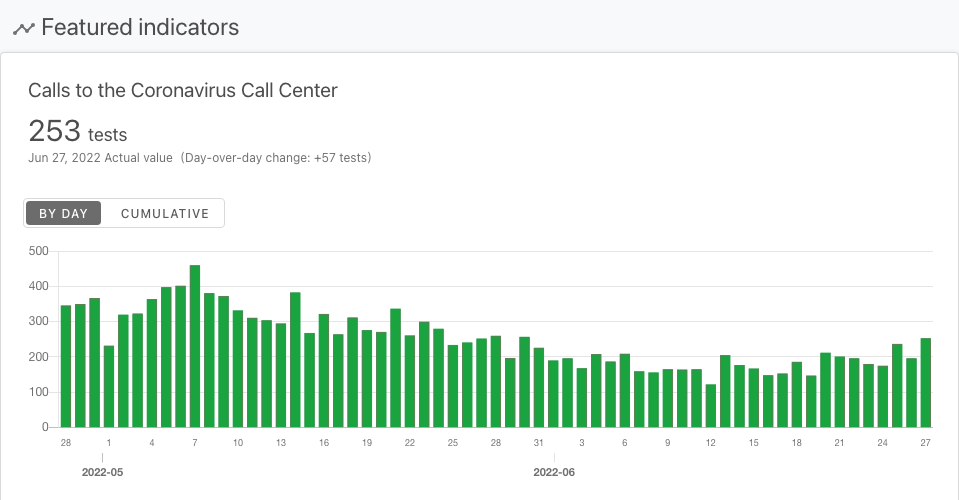 Featured indicators
Calls to the Coronavirus Call Center
253 tests
Jun 27, 2022 Actual value (Day-over-day change: +57 tests)
BY DAY CUMULATIVE
500
400
300
200
100
0
28 1 4 7 10 13 16 19 22 25 28 31 3 6 9 12 15 18 21 24 27
2022-05 2022-06